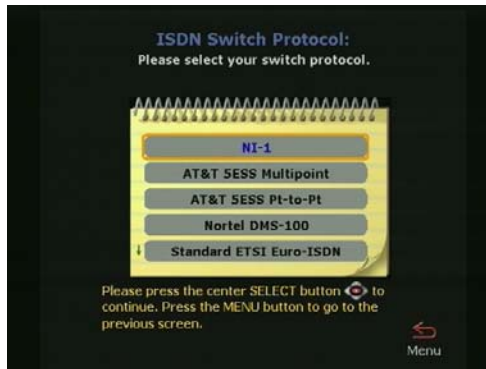 ISDN Switch Protocol:
Please select your switch protocol.
NI-1
AT&T 5ESS Multipoint
AT&T 5ESS Pt-to-Pt
Nortel DMS-100
Standard ETSI Euro-ISDN
Please press the center SELECT button to
continue. Press the MENU button to go to the
previous screen.
Menu